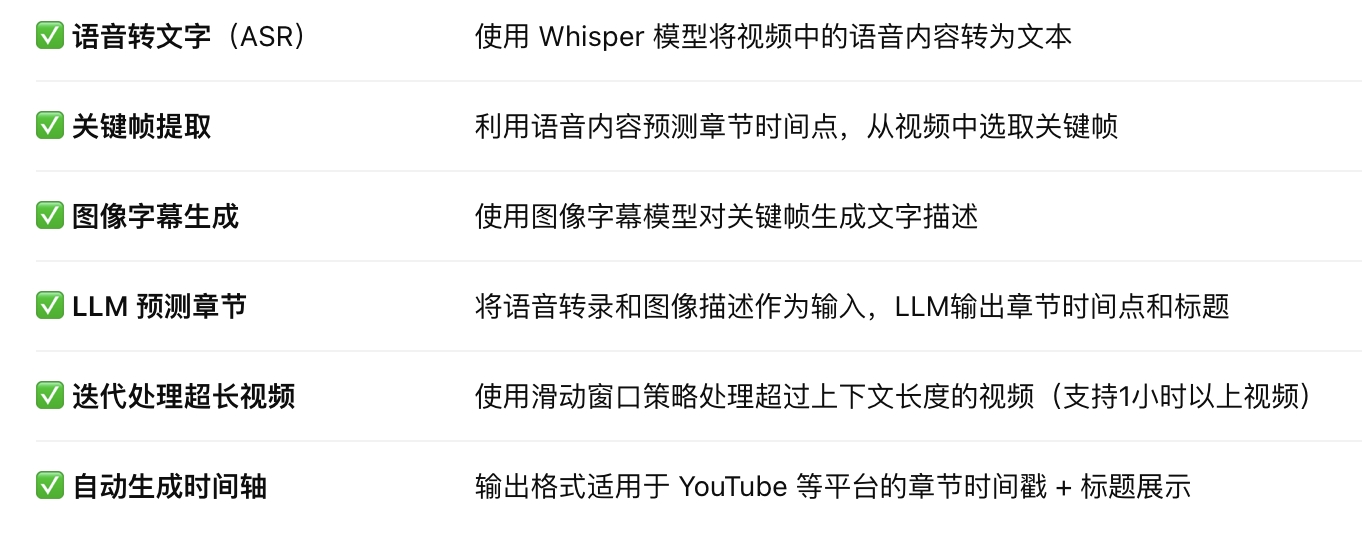 ✅ 语音转文字（ASR） 使用 Whisper 模型将视频中的语音内容转为文本
✅ 关键帧提取 利用语音内容预测章节时间点，从视频中选取关键帧
✅ 图像字幕生成 使用图像字幕模型对关键帧生成文字描述
✅ LLM 预测章节 将语音转录和图像描述作为输入，LLM输出章节时间点和标题
✅ 迭代处理超长视频 使用滑动窗口策略处理超过上下文长度的视频（支持1小时以上视频）
✅ 自动生成时间轴 输出格式适用于 YouTube 等平台的章节时间戳 + 标题展示